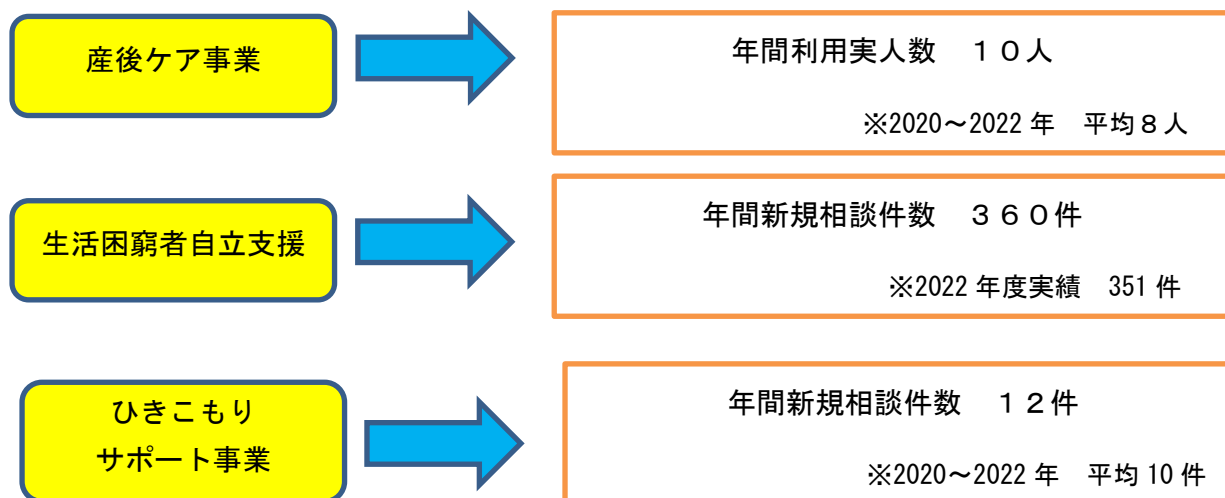 産後ケア事業
年間利用実人数　１０人
※2020～2022 年　平均８人
生活困窮者自立支援
年間新規相談件数　３６０件
※2022 年度実績　351 件
ひきこもり
サポート事業
年間新規相談件数　１２件
※2020～2022 年　平均 10 件